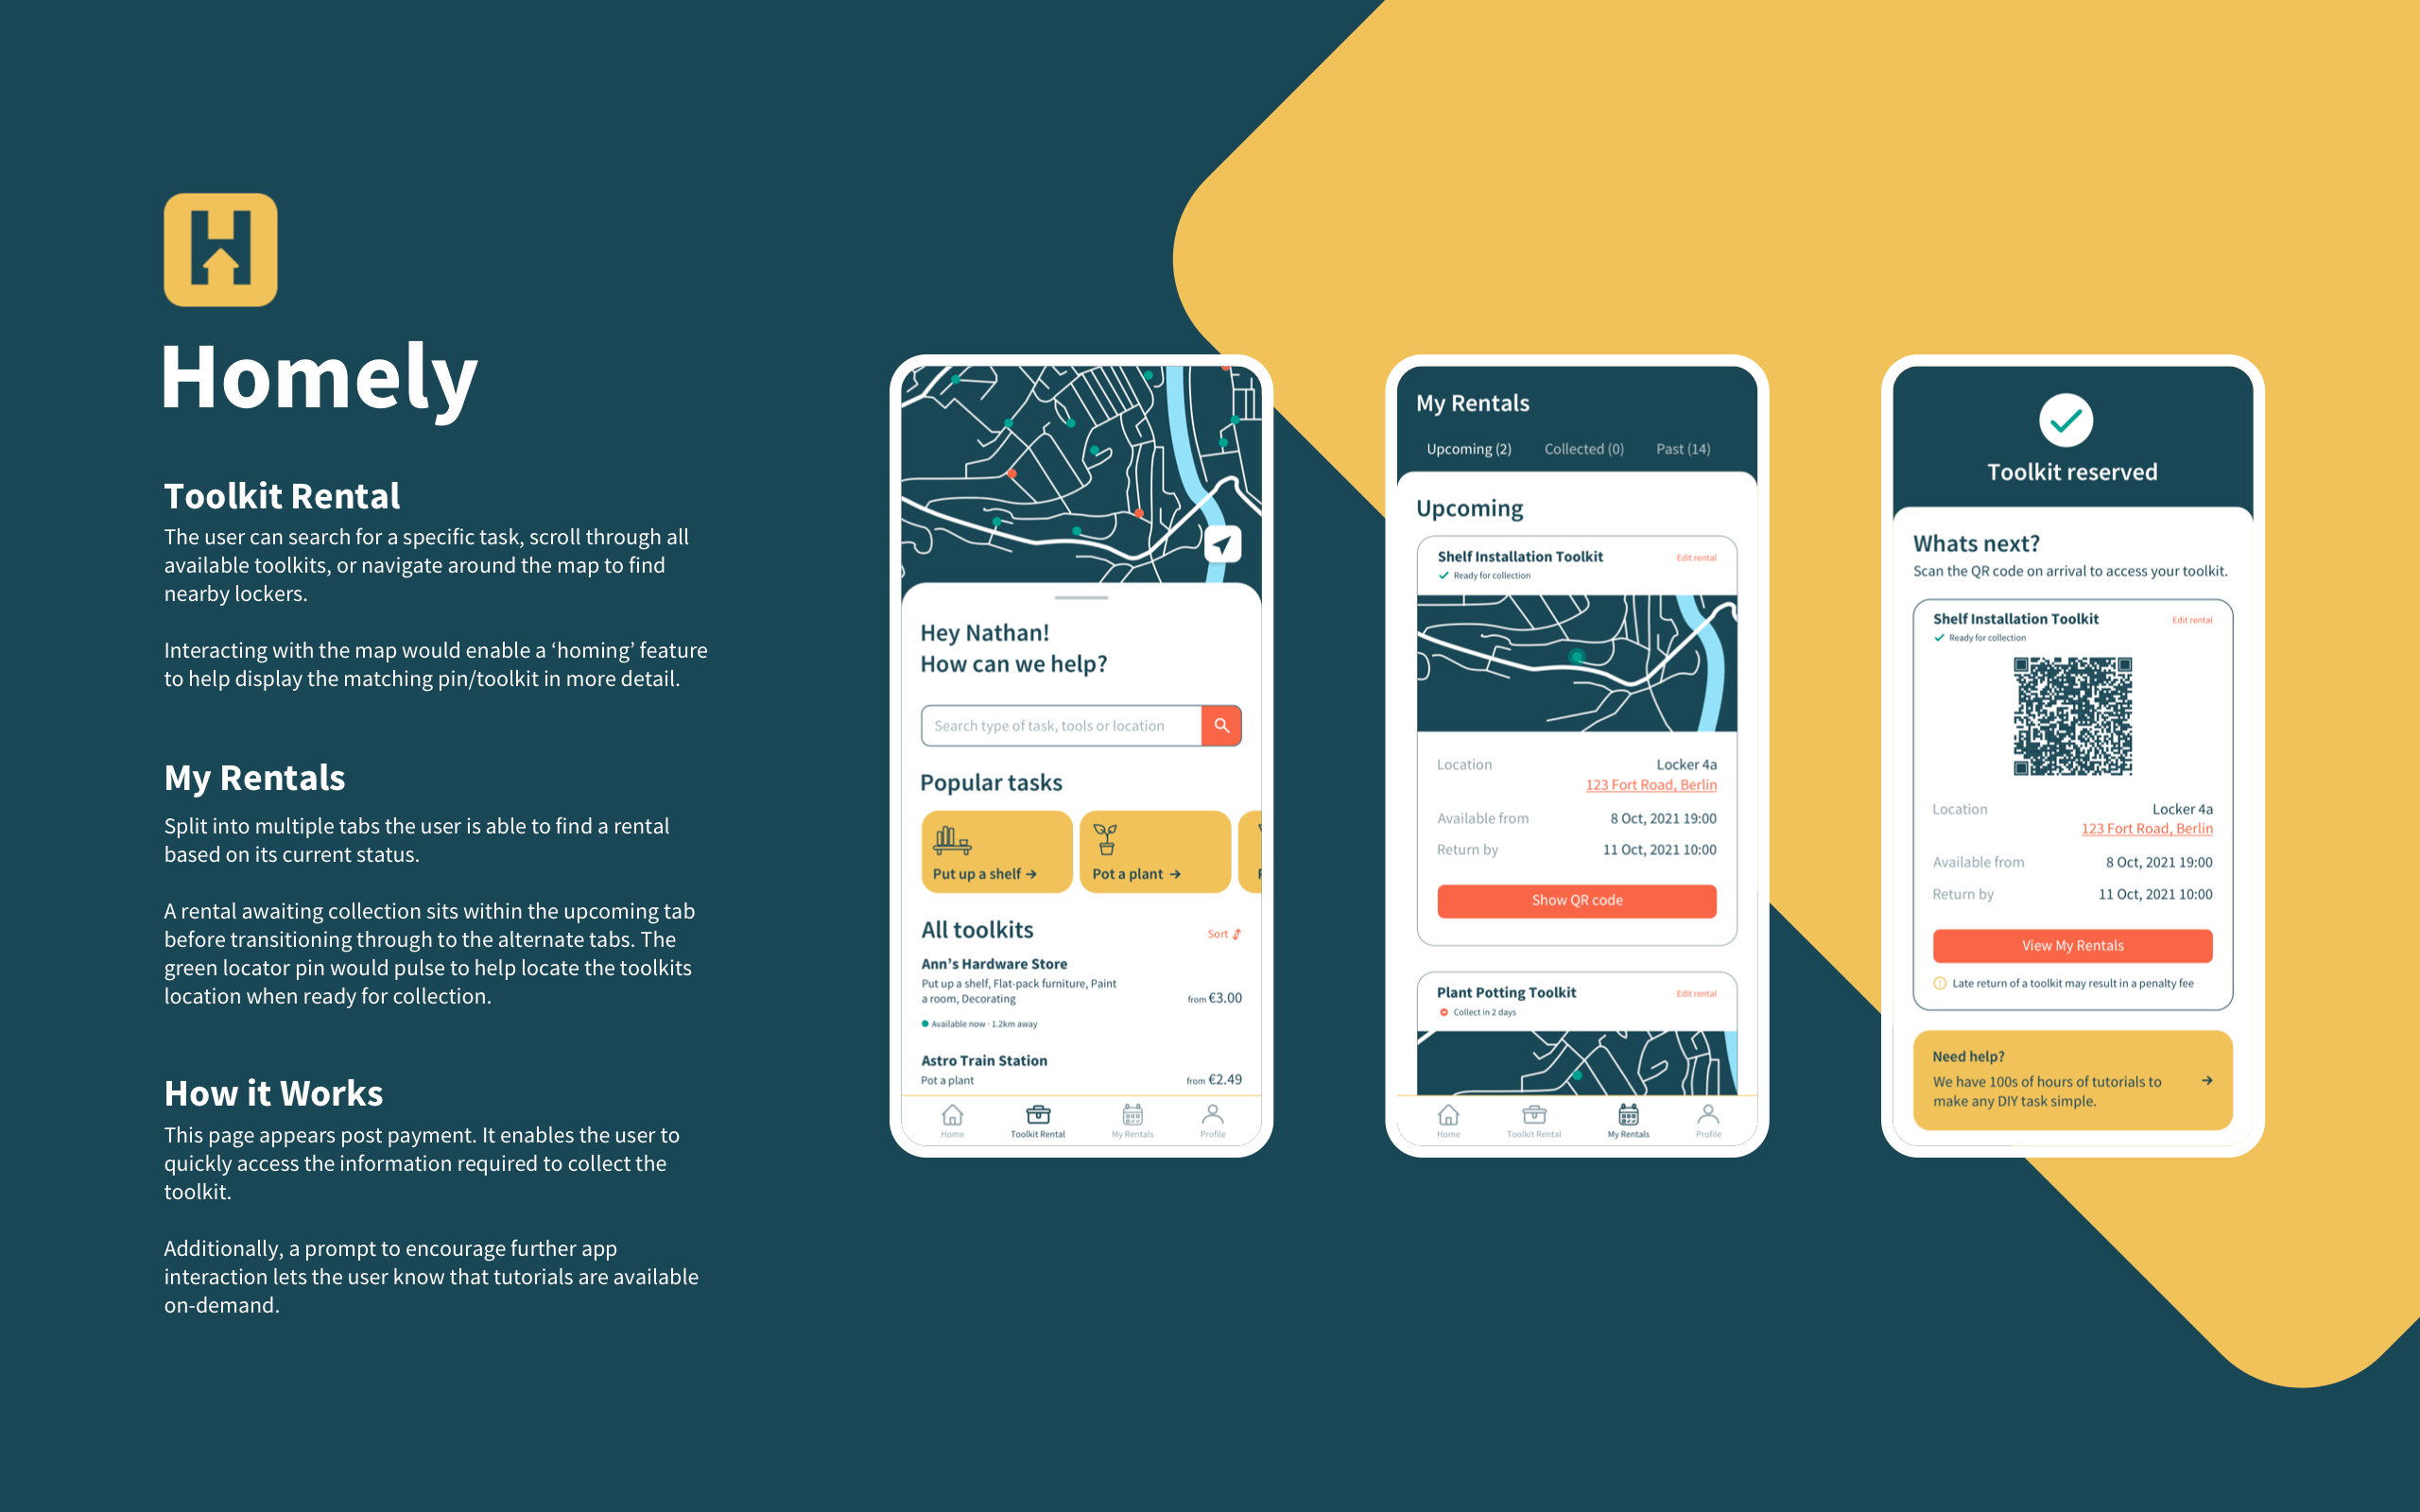 H
Homely
Toolkit Rental
The user can search for a specific task, scroll through all
available toolkits, or navigate around the map to find
nearby lockers.
Interacting with the map would enable a ‘homing’ feature
to help display the matching pin/toolkit in more detail.
My Rentals
Split into multiple tabs the user is able to find a rental
based on its current status.
A rental awaiting collection sits within the upcoming tab
before transitioning through to the alternate tabs. The
green locator pin would pulse to help locate the toolkits
location when ready for collection.
How it Works
This page appears post payment. It enables the user to
quickly access the information required to collect the
toolkit.
Additionally, a prompt to encourage further app
interaction lets the user know that tutorials are available
on-demand.
Hey Nathan!
How can we help?
Search type of task, tools or location
Popular tasks
Put up a shelf →
Pot a plant →
All toolkits
Sort
Ann’s Hardware Store
Put up a shelf, Flat-pack furniture, Paint
a room, Decorating
from €3.00
Available now · 1.2km away
Astro Train Station
Pot a plant
from €2.49
Home
Toolkit Rental
My Rentals
Profile
My Rentals
Upcoming (2)
Collected (0)
Past (14)
Upcoming
Shelf Installation Toolkit
Edit rental
Ready for collection
Location
Locker 4a
123 Fort Road, Berlin
Available from
8 Oct, 2021 19:00
Return by
11 Oct, 2021 10:00
Show QR code
Plant Potting Toolkit
Edit rental
Collect in 2 days
Home
Toolkit Rental
My Rentals
Profile
Toolkit reserved
Whats next?
Scan the QR code on arrival to access your toolkit.
Shelf Installation Toolkit
Edit rental
Ready for collection
Location
Locker 4a
123 Fort Road, Berlin
Available from
8 Oct, 2021 19:00
Return by
11 Oct, 2021 10:00
View My Rentals
Late return of a toolkit may result in a penalty fee
Need help?
We have 100s of hours of tutorials to
make any DIY task simple.
→